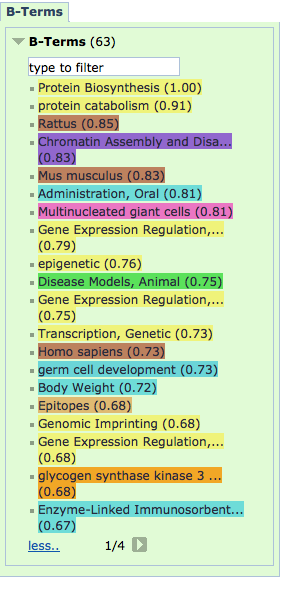 B-Terms
B-Terms (63)
type to filter
Protein Biosynthesis (1.00)
protein catabolism (0.91)
Rattus (0.85)
Chromatin Assembly and Disa...
(0.83)
Mus musculus (0.83)
Administration, Oral (0.81)
Multinucleated giant cells (0.81)
Gene Expression Regulation,...
(0.79)
epigenetic (0.76)
Disease Models, Animal (0.75)
Gene Expression Regulation,...
(0.75)
Transcription, Genetic (0.73)
Homo sapiens (0.73)
germ cell development (0.73)
Body Weight (0.72)
Epitopes (0.68)
Genomic Imprinting (0.68)
Gene Expression Regulation,...
(0.68)
glycogen synthase kinase 3 ...
(0.68)
Enzyme-Linked Immunosorbent...
(0.67)
less.. 1/4